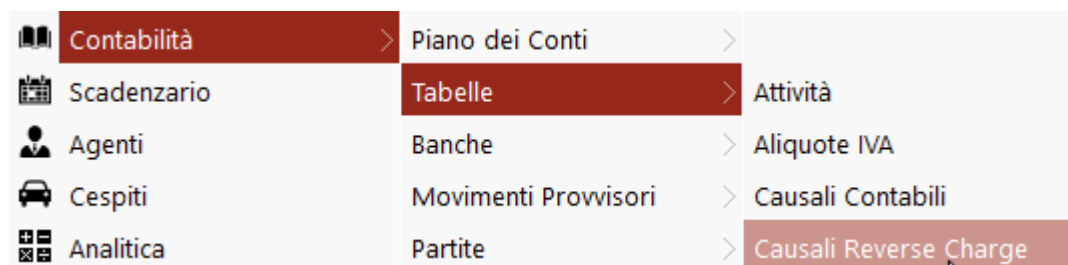 Contabilità Piano dei Conti
Scadenzario Tabelle Attività
Agenti Banche Aliquote IVA
Cespiti Movimenti Provvisori Causali Contabili
Analitica Partite Causali Reverse Charge